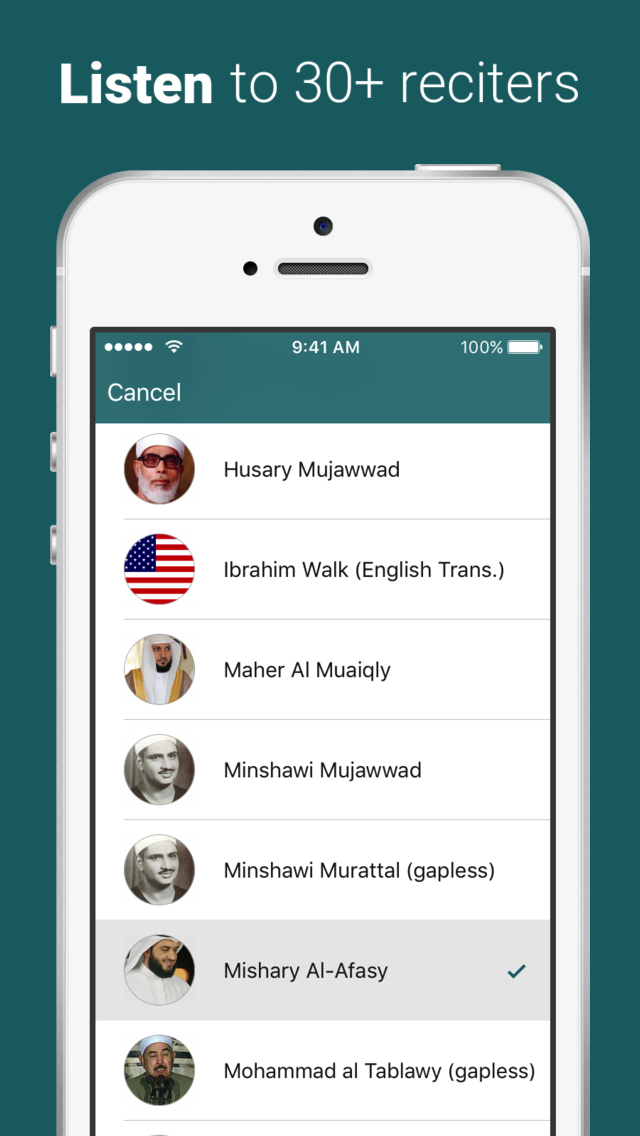 Listen to 30+ reciters
9:41 AM 100%
Cancel
Husary Mujawwad
Ibrahim Walk (English Trans.)
Maher Al Muaiqly
Minshawi Mujawwad
Minshawi Murattal (gapless)
Mishary Al-Afasy
Mohammad al Tablawy (gapless)